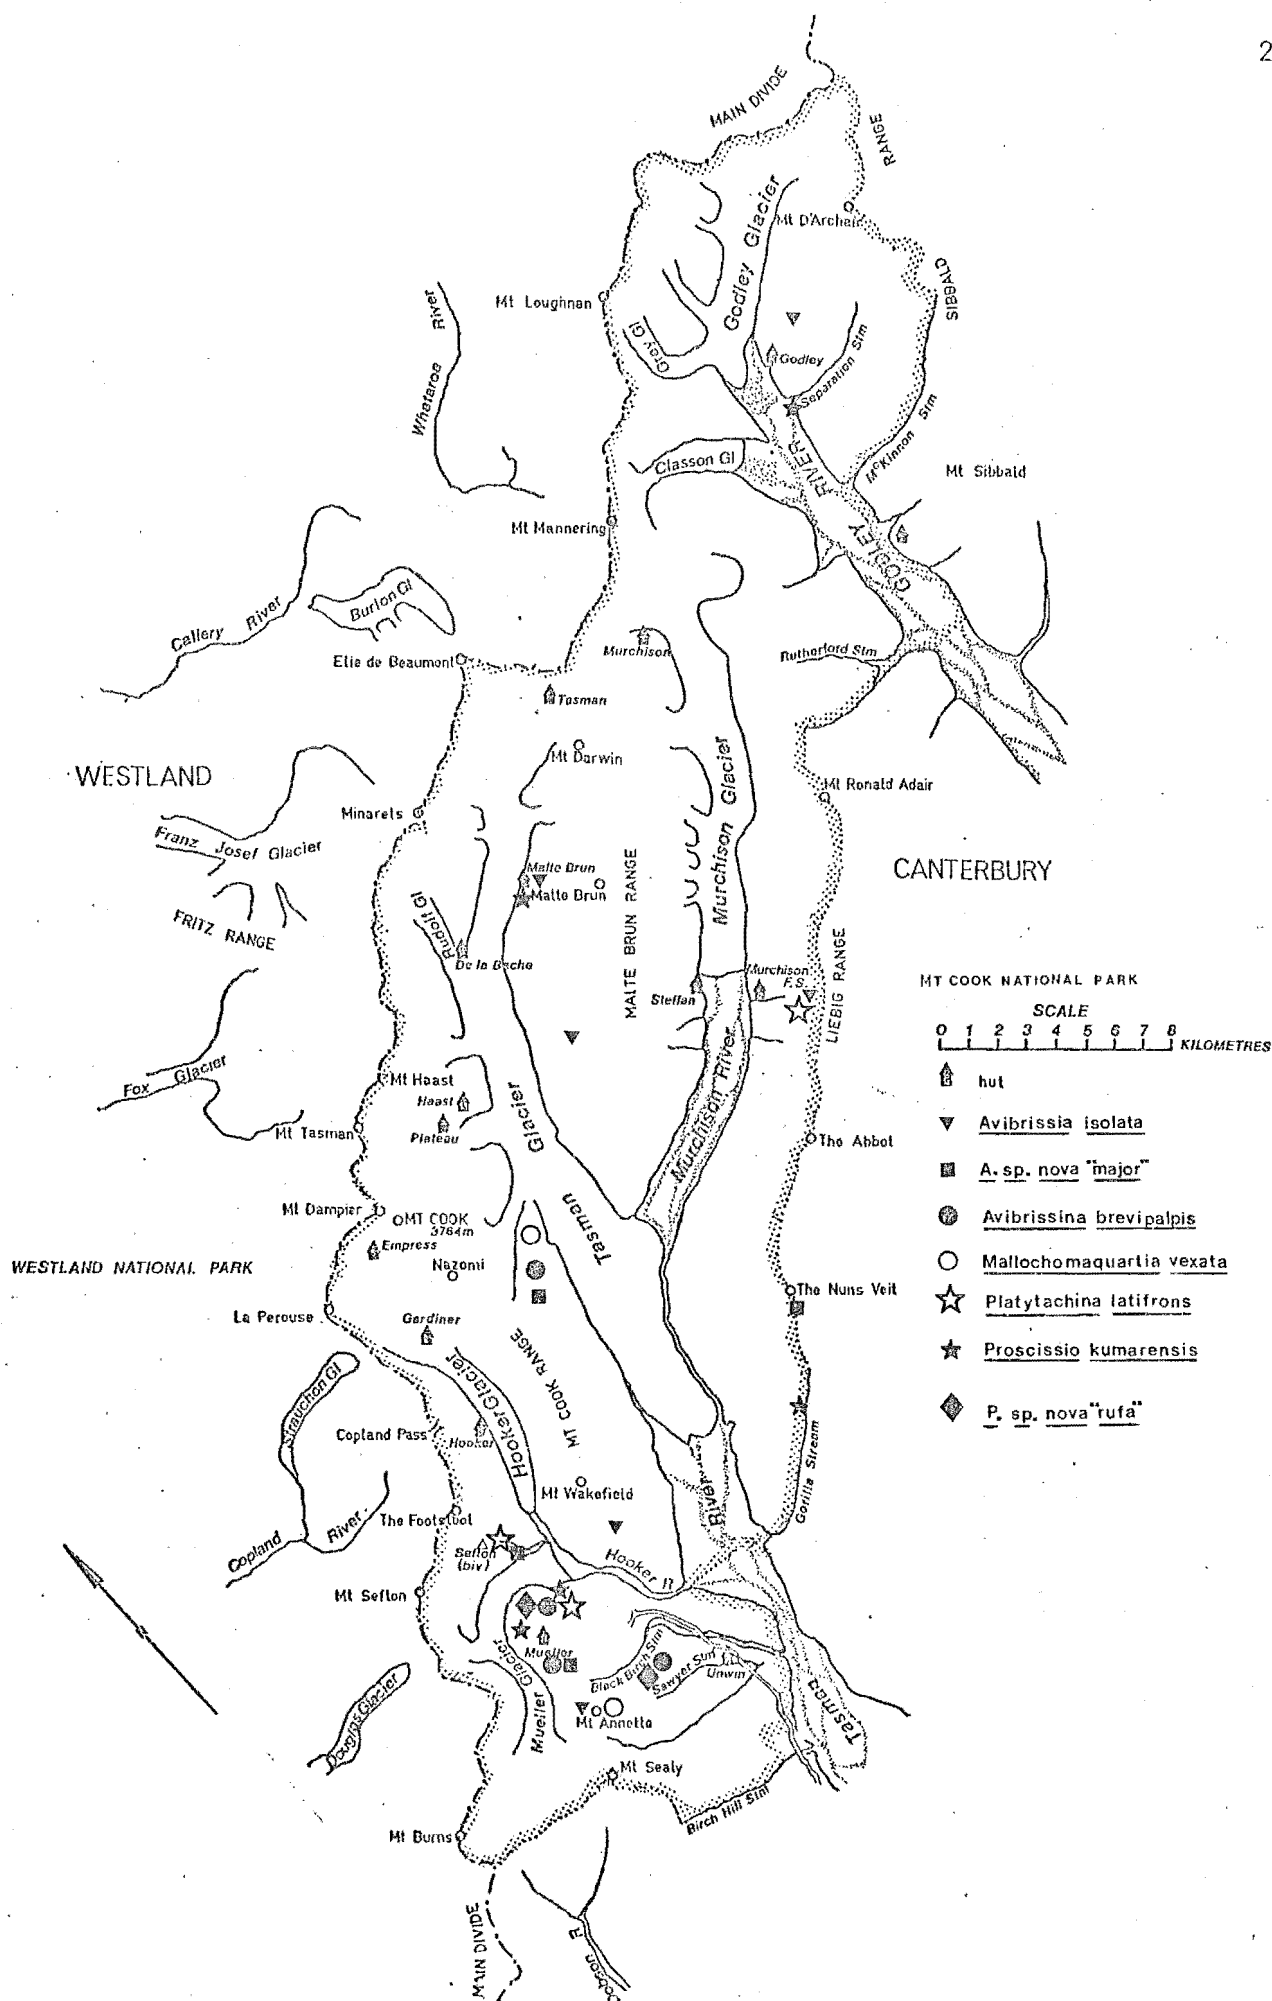 2
MAIN DIVIDE
RANGE
Godley Glacier
Mt D'Archaic
SIBBALD
Mt Loughnan
Whataroa River
Grey Gl
Godley
Separation Stm
McKinnon Stm
Classen Gl
GODLEY RIVER
Mt Sibbald
Mt Mannering
Burton Gl
Callery River
Murchison
Rutherford Stm
Elie de Beaumont
Tasman
Mt Darwin
WESTLAND
Murchison Glacier
Mt Ronald Adair
Minarets
Franz Josef Glacier
Malte Brun
Malte Brun
CANTERBURY
MALTE BRUN RANGE
FRITZ RANGE
Rudolf Gl
De la Beche
LIEBIG RANGE
Murchison
F.S.
Steffan
MT COOK NATIONAL PARK
SCALE
0 1 2 3 4 5 6 7 8
KILOMETRES
Fox Glacier
Mt Haast
Haast
Murchison River
hut
Mt Tasman
Plateau
Tasman Glacier
The Abbot
Avibrissia isolata
A. sp. nova "major"
Mt Dampier
MT COOK
3764m
Empress
Avibrissina brevipalpis
WESTLAND NATIONAL PARK
Nazomi
Mallochomaquartia vexata
The Nuns Veil
Platytachina latifrons
La Perouse
Gardiner
Proscissio kumarensis
Hooker Glacier
MT COOK RANGE
Strauchon Gl
P. sp. nova "rufa"
Copland Pass
Hooker
Gorilla Stream
Mt Wakefield
River
The Footstool
Copland River
Sefton
(biv)
Hooker R
Mt Sefton
Mueller
Mueller Glacier
Black Birch Stm
Sawyer Stm
Unwin
Douglas Glacier
Mt Annette
Tasman
Mt Sealy
Birch Hill Stm
Mt Burns
MAIN DIVIDE
Dobson R